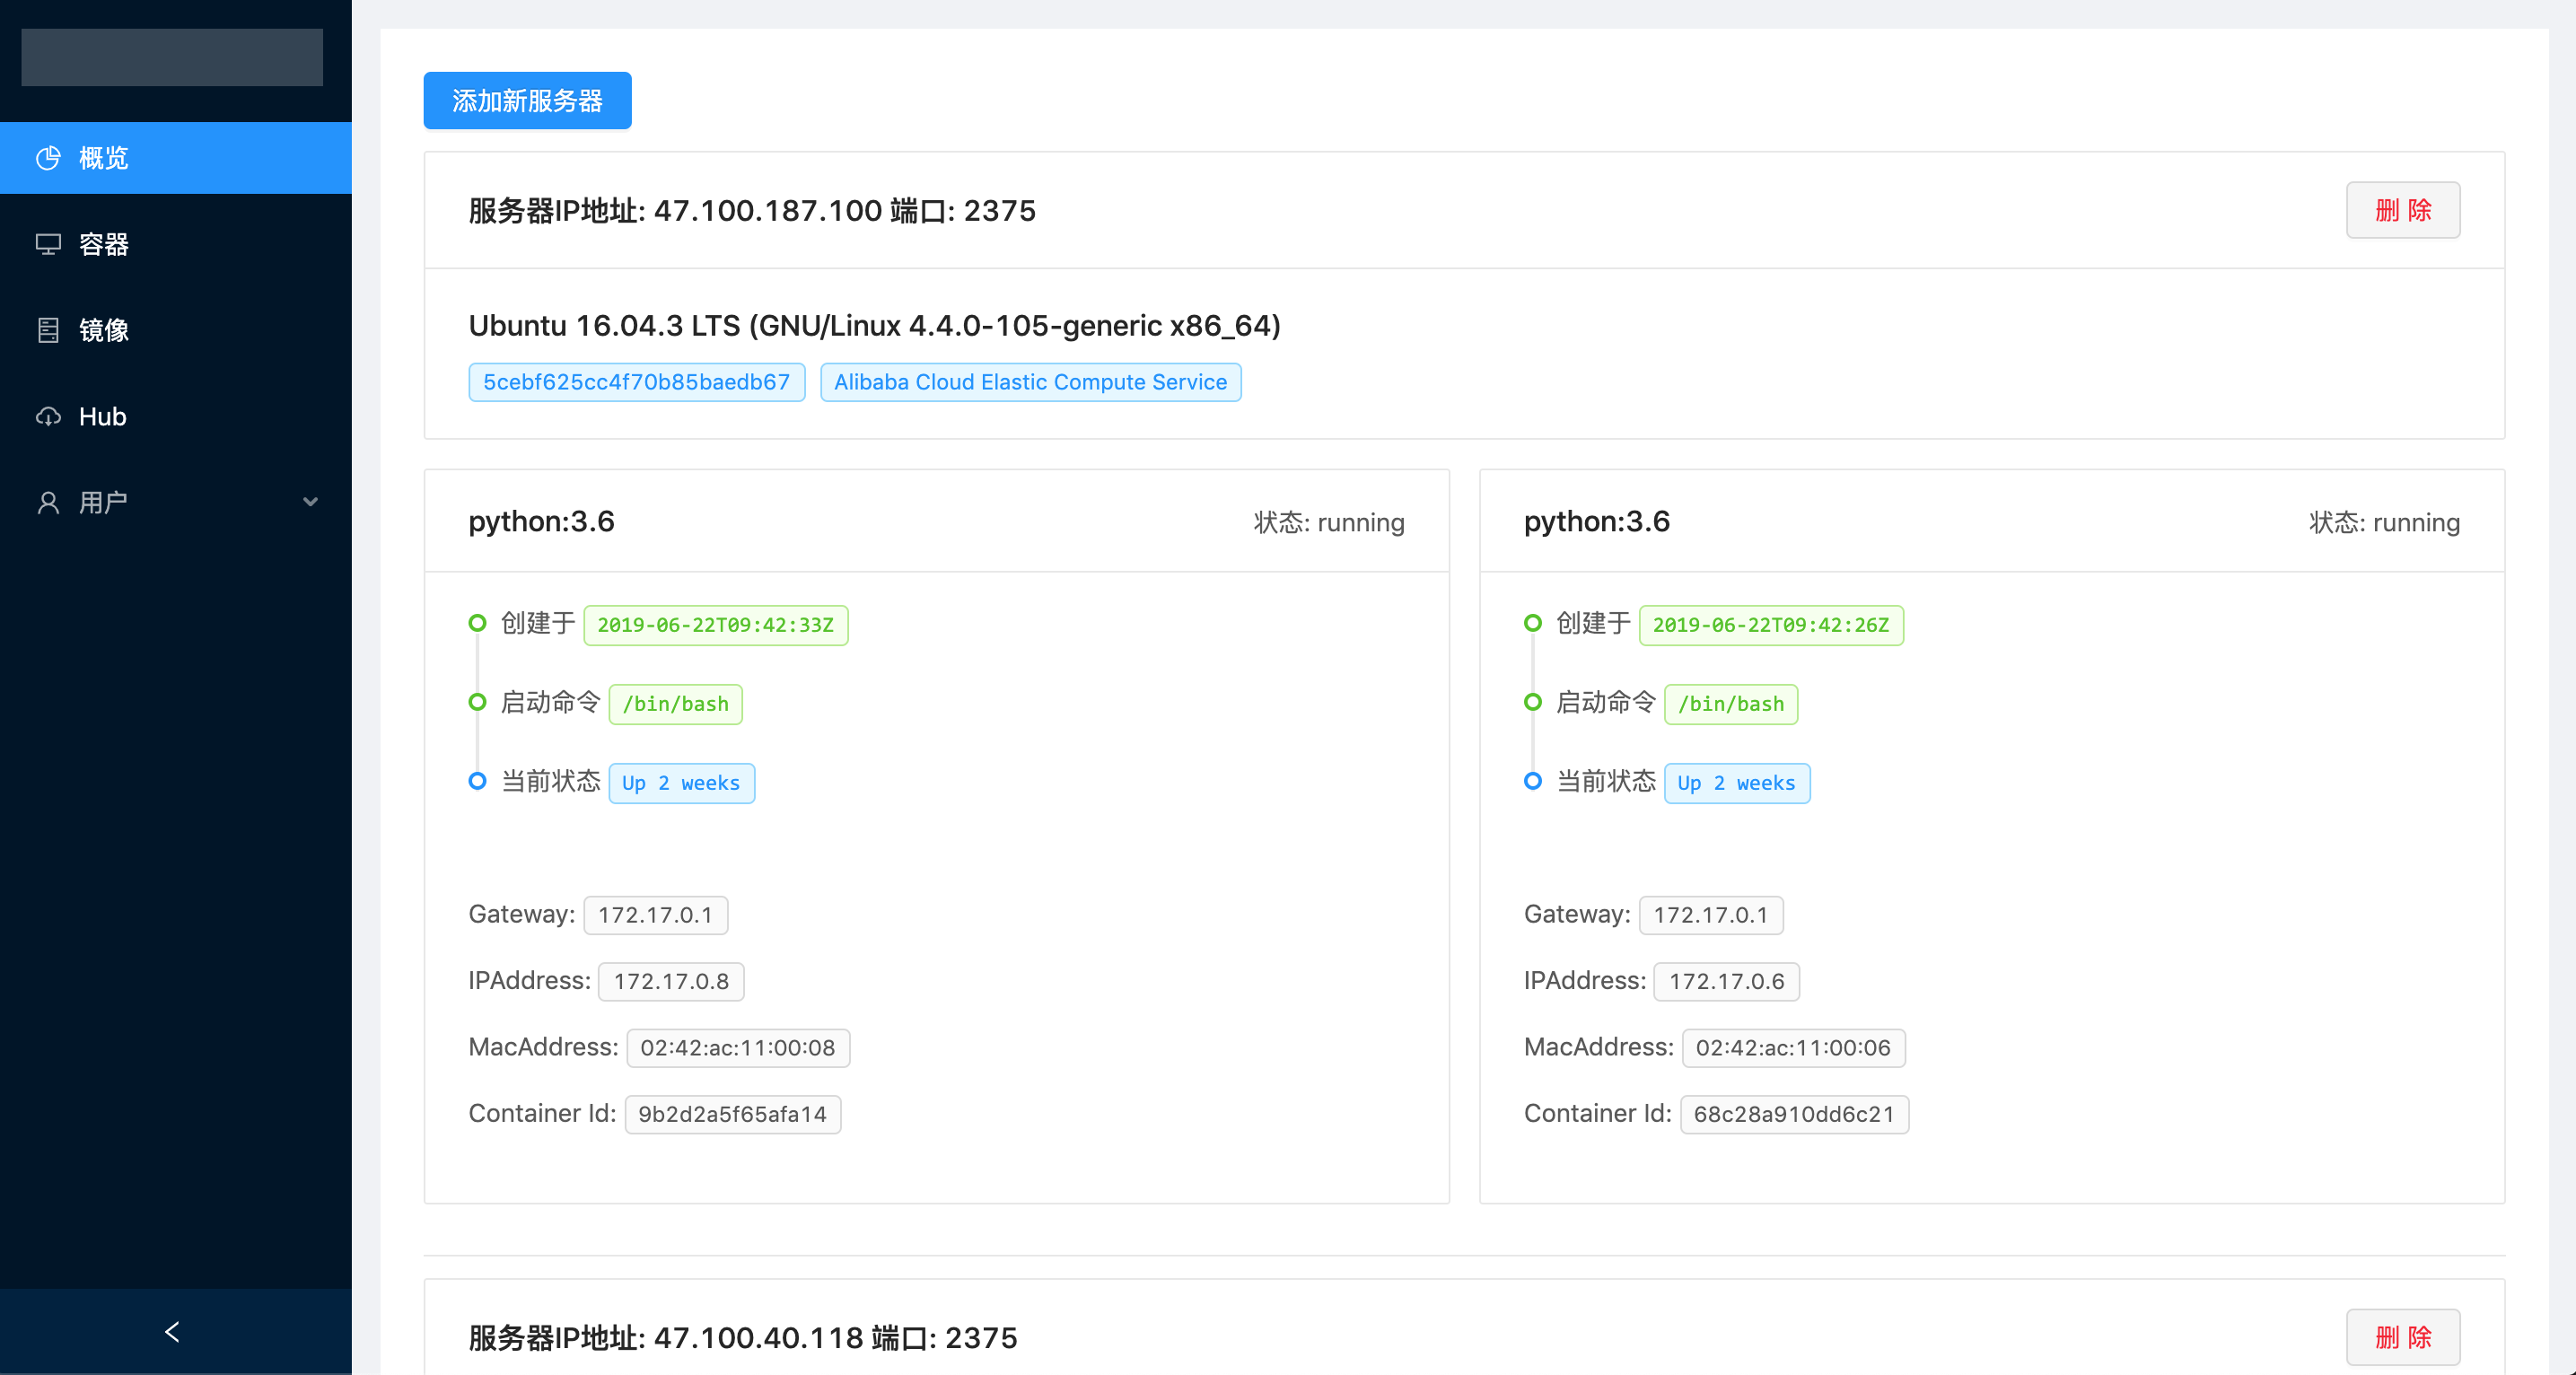 概览
容器
镜像
Hub
用户
添加新服务器
服务器IP地址: 47.100.187.100 端口: 2375
删 除
Ubuntu 16.04.3 LTS (GNU/Linux 4.4.0-105-generic x86_64)
5cebf625cc4f70b85baedb67 Alibaba Cloud Elastic Compute Service
python:3.6 状态: running
创建于 2019-06-22T09:42:33Z
启动命令 /bin/bash
当前状态 Up 2 weeks
Gateway: 172.17.0.1
IPAddress: 172.17.0.8
MacAddress: 02:42:ac:11:00:08
Container Id: 9b2d2a5f65afa14
python:3.6 状态: running
创建于 2019-06-22T09:42:26Z
启动命令 /bin/bash
当前状态 Up 2 weeks
Gateway: 172.17.0.1
IPAddress: 172.17.0.6
MacAddress: 02:42:ac:11:00:06
Container Id: 68c28a910dd6c21
服务器IP地址: 47.100.40.118 端口: 2375
删 除